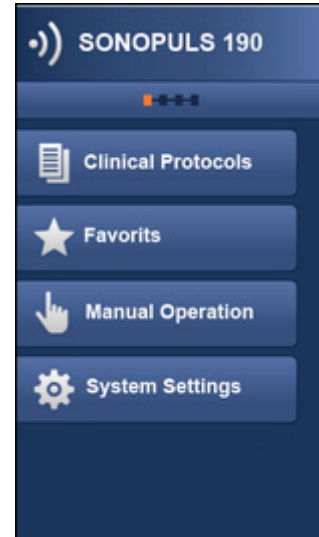 SONOPULS 190
Clinical Protocols
Favorits
Manual Operation
System Settings